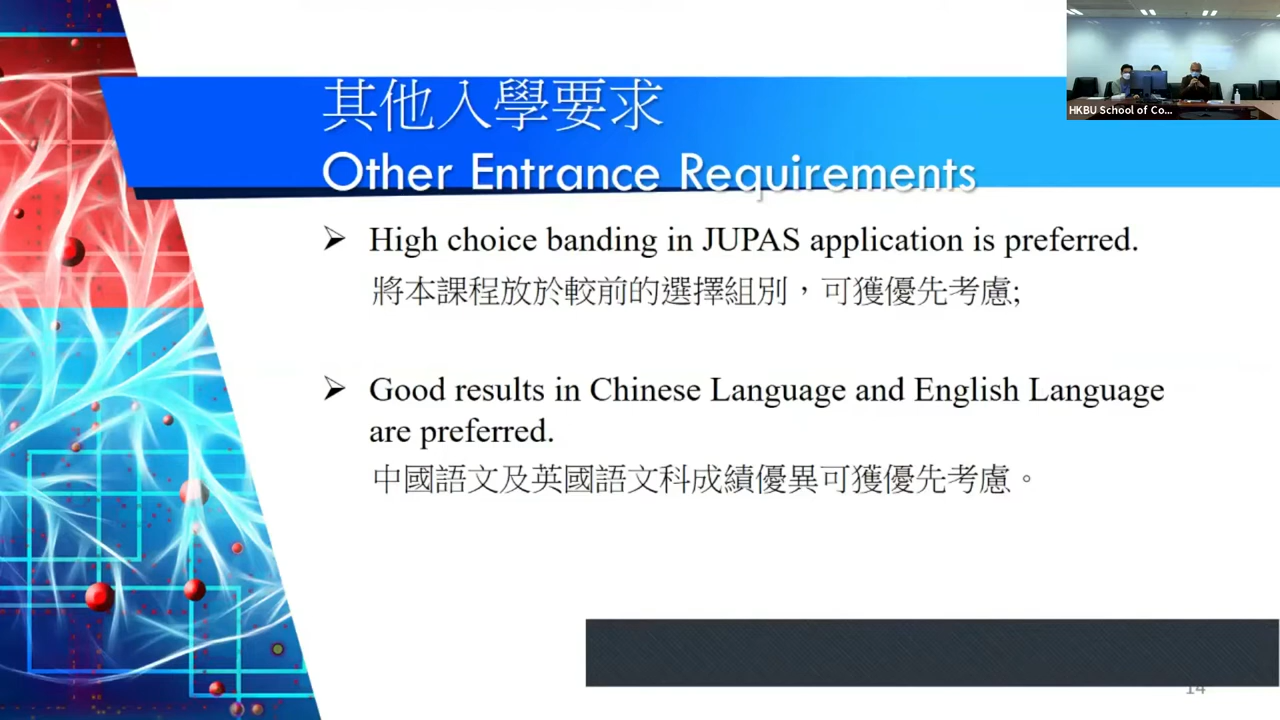 其他入學要求
Other Entrance Requirements
HKBU School of Co...
➢ High choice banding in JUPAS application is preferred.
將本課程放於較前的選擇組別，可獲優先考慮;
➢ Good results in Chinese Language and English Language
are preferred.
中國語文及英國語文科成績優異可獲優先考慮。
14